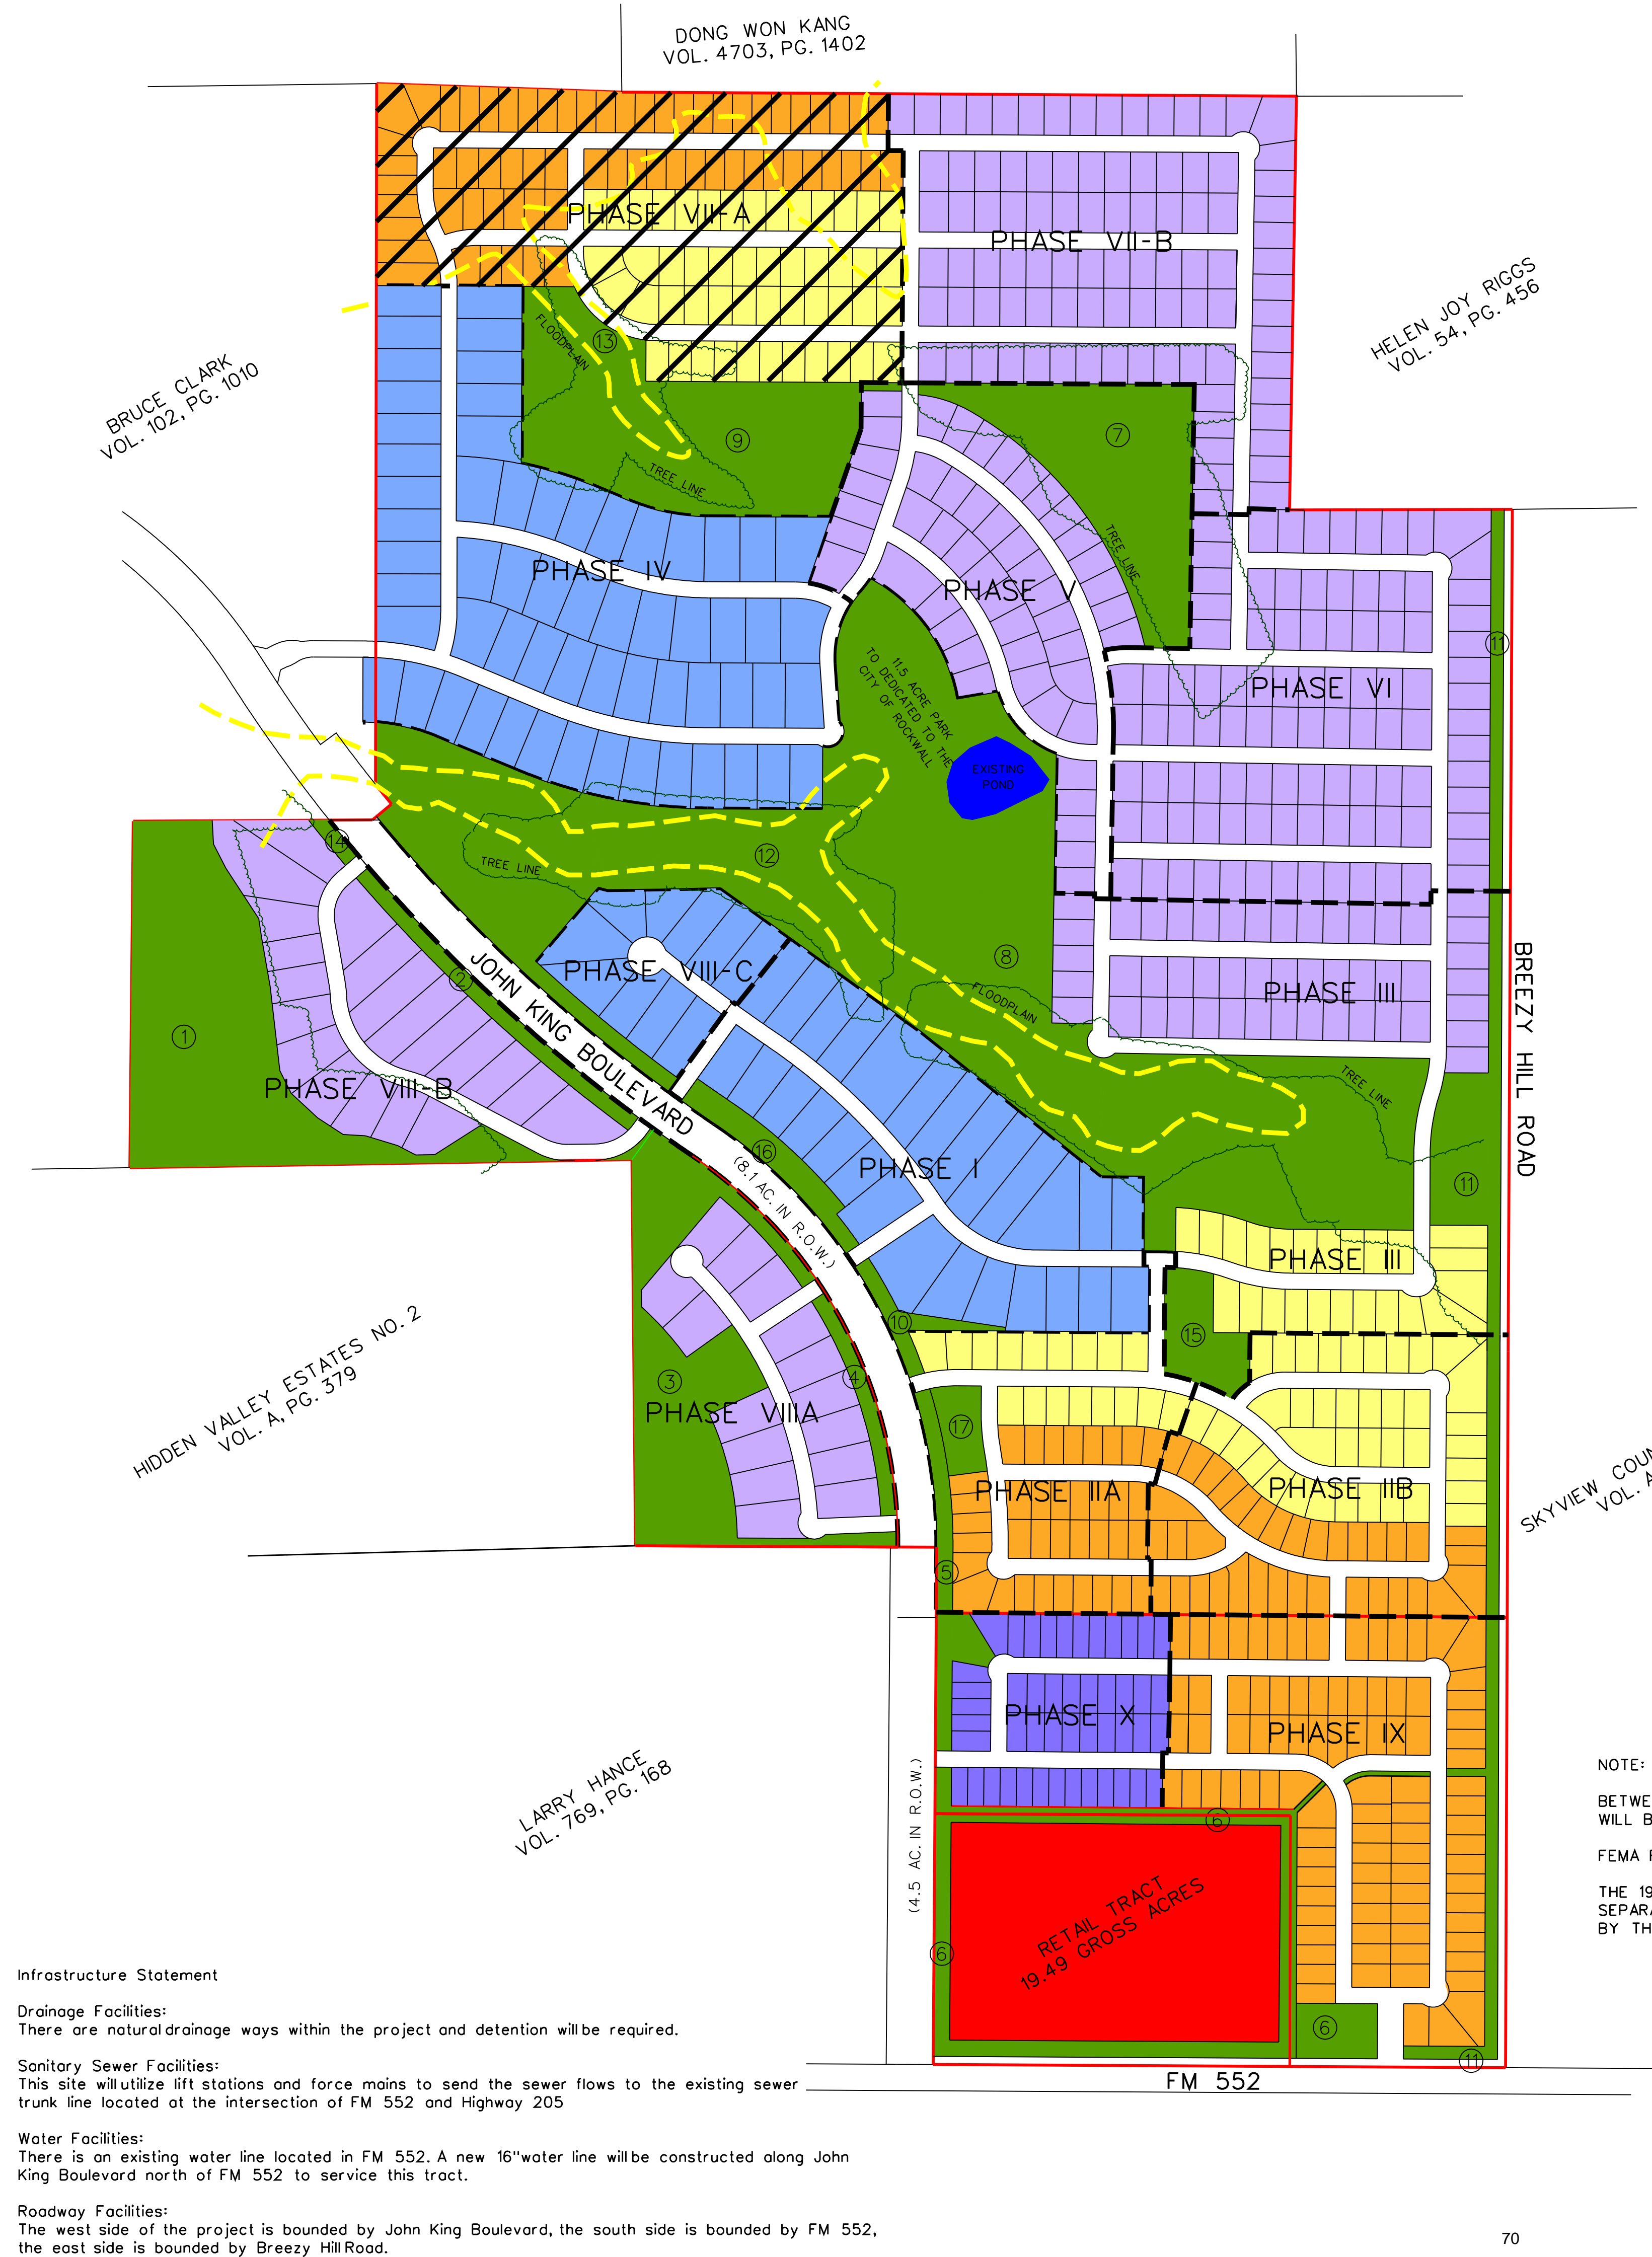 DONG WON KANG
VOL. 4703, PG. 1402
PHASE VII-A
PHASE VII-B
HELEN JOY RIGGS
VOL. 54, PG. 456
BRUCE CLARK
VOL. 102, PG. 1010
FLOODPLAIN
13
9
7
TREE LINE
TREE LINE
PHASE IV
PHASE V
11
11.5 ACRE PARK
TO DEDICATED TO THE
CITY OF ROCKWALL
PHASE VI
EXISTING
POND
14
12
TREE LINE
8
PHASE VIII-C
2
JOHN KING BOULEVARD
FLOODPLAIN
PHASE III
BREEZY HILL ROAD
1
PHASE VIII-B
TREE LINE
16
(8.1 AC. IN R.O.W.)
PHASE I
11
PHASE III
10
15
HIDDEN VALLEY ESTATES NO. 2
VOL. A, PG. 379
3
4
PHASE VIIIA
17
PHASE IIA
PHASE IIB
SKYVIEW
VOL.
5
PHASE X
PHASE IX
LARRY HANCE
VOL. 769, PG. 168
(4.5 AC. IN R.O.W.)
6
NOTE:
WILL B
FEMA
THE 19
BY TH
RETAIL TRACT
19.49 GROSS ACRES
6
6
11
FM 552
Infrastructure Statement
Drainage Facilities:
There are natural drainage ways within the project and detention will be required.
Sanitary Sewer Facilities:
This site will utilize lift stations and force mains to send the sewer flows to the existing sewer
trunk line located at the intersection of FM 552 and Highway 205
Water Facilities:
There is an existing water line located in FM 552. A new 16" water line will be constructed along John
King Boulevard north of FM 552 to service this tract.
Roadway Facilities:
The west side of the project is bounded by John King Boulevard, the south side is bounded by FM 552,
the east side is bounded by Breezy Hill Road.
70